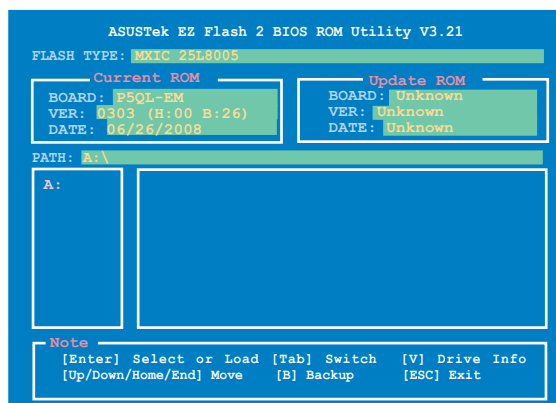 ASUSTek EZ Flash 2 BIOS ROM Utility V3.21
FLASH TYPE: MXIC 25L8005
Current ROM
BOARD: P5QL-EM
VER: 0303 (H:00 B:26)
DATE: 06/26/2008
Update ROM
BOARD: Unknown
VER: Unknown
DATE: Unknown
PATH: A:\
A:
Note
[Enter] Select or Load [Tab] Switch [V] Drive Info
[Up/Down/Home/End] Move [B] Backup [ESC] Exit